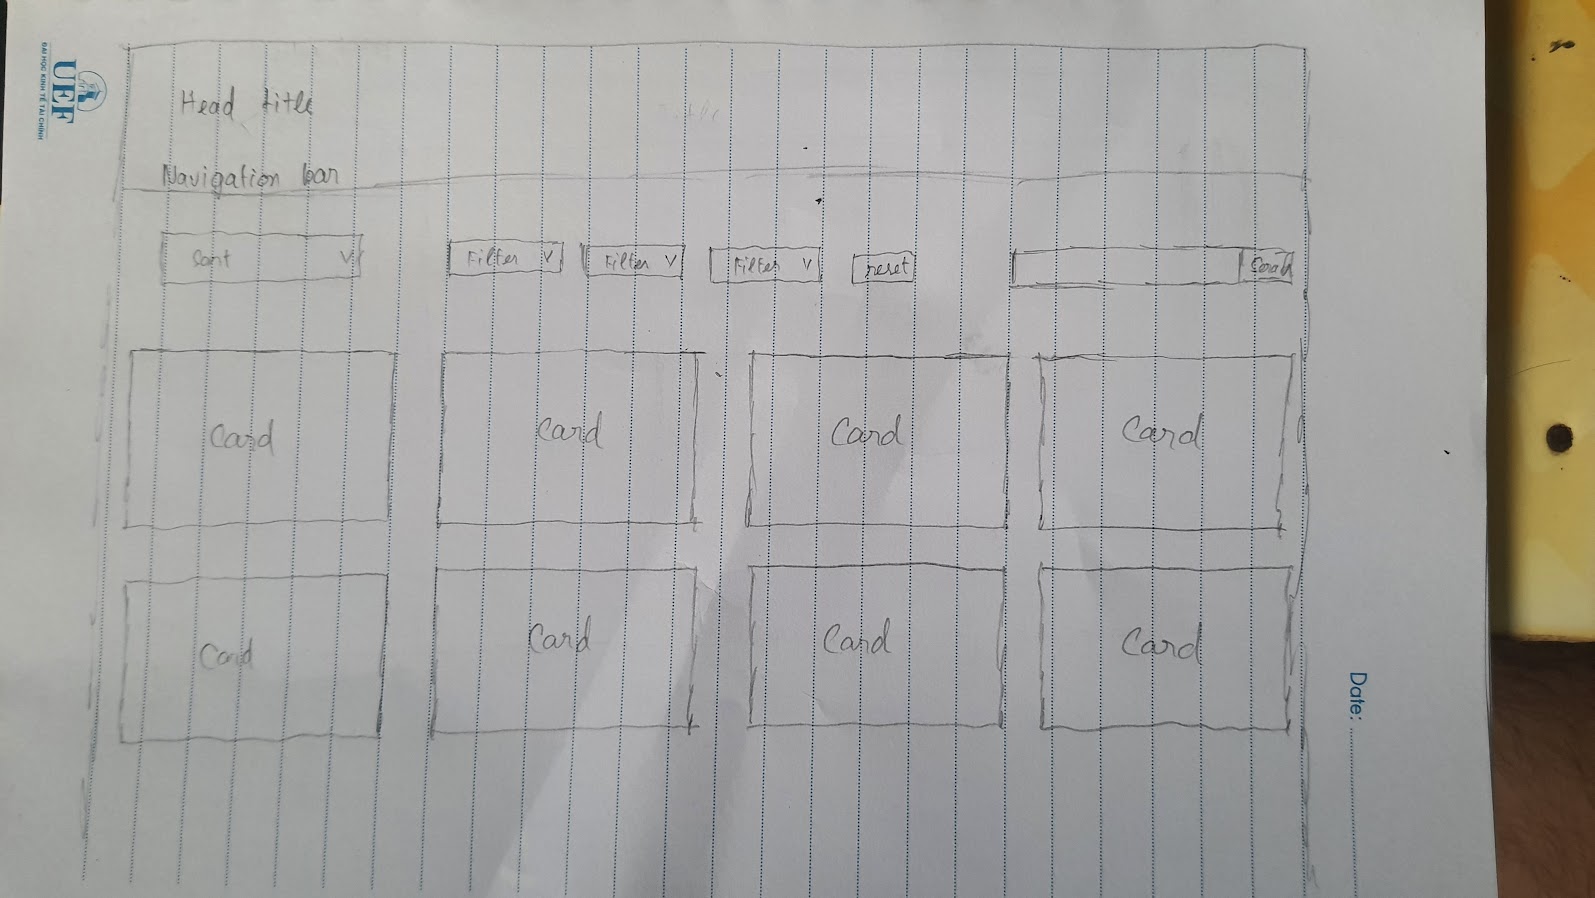 UEF
ĐẠI HỌC KINH TẾ TÀI CHÍNH
Head title
Navigation bar
Sort V Filter V Filter V Filter V reset
Card Card Card Card
Card Card Card Card
Date: